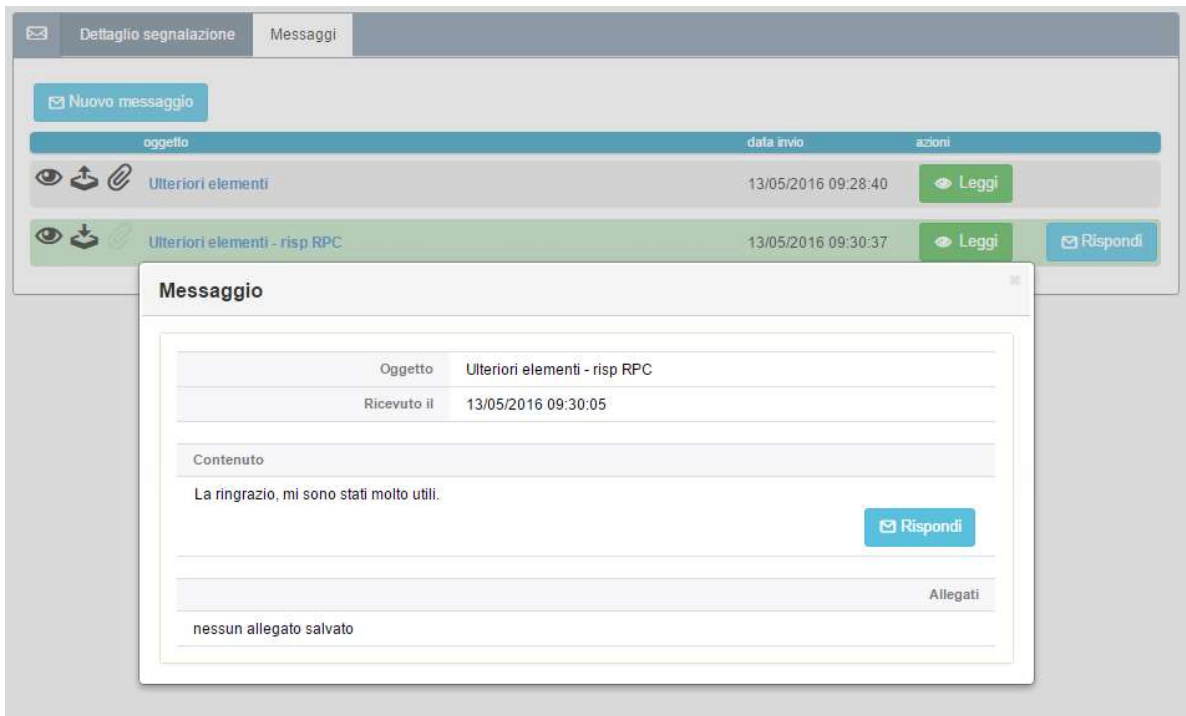 Dettaglio segnalazione Messaggi
Nuovo messaggio
oggetto data invio azioni
Ulteriori elementi 13/05/2016 09:28:40 Leggi
Ulteriori elementi - risp RPC 13/05/2016 09:30:37 Leggi Rispondi
Messaggio
Oggetto Ulteriori elementi - risp RPC
Ricevuto il 13/05/2016 09:30:05
Contenuto
La ringrazio, mi sono stati molto utili.
Rispondi
Allegati
nessun allegato salvato